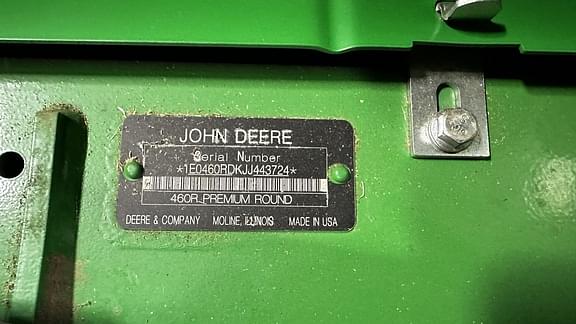 JOHN DEERE
Serial Number
*1E0460RDKJJ443724*
460R PREMIUM ROUND
DEERE & COMPANY MOLINE, ILLINOIS MADE IN USA